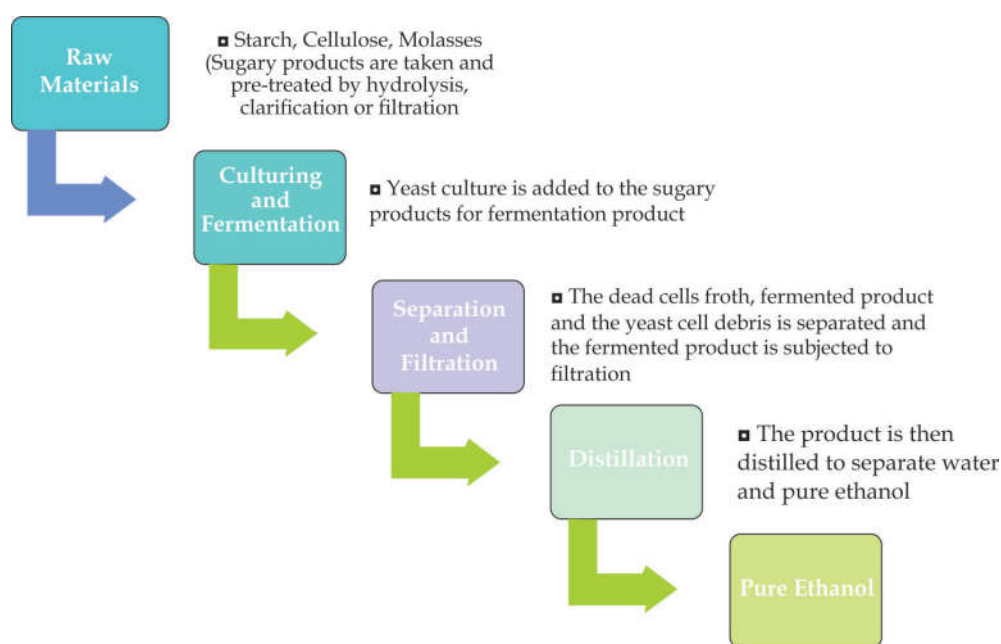 Raw
Materials
◘ Starch, Cellulose, Molasses
(Sugary products are taken and
pre-treated by hydrolysis,
clarification or filtration
Culturing
and
Fermentation
◘ Yeast culture is added to the sugary
products for fermentation product
Separation
and
Filtration
◘ The dead cells froth, fermented product
and the yeast cell debris is separated and
the fermented product is subjected to
filtration
Distillation
◘ The product is then
distilled to separate water
and pure ethanol
Pure Ethanol